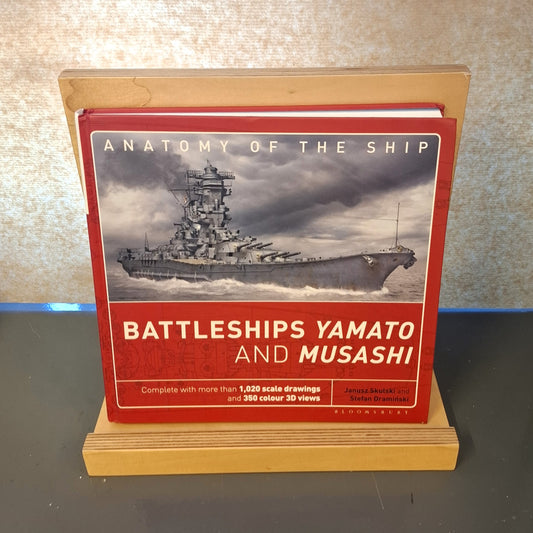 ANATOMY OF THE SHIP
BATTLESHIPS YAMATO
AND MUSASHI
Complete with more than 1,020 scale drawings
and 350 colour 3D views
Janusz Skulski and
Stefan Dramiński
BLOOMSBURY